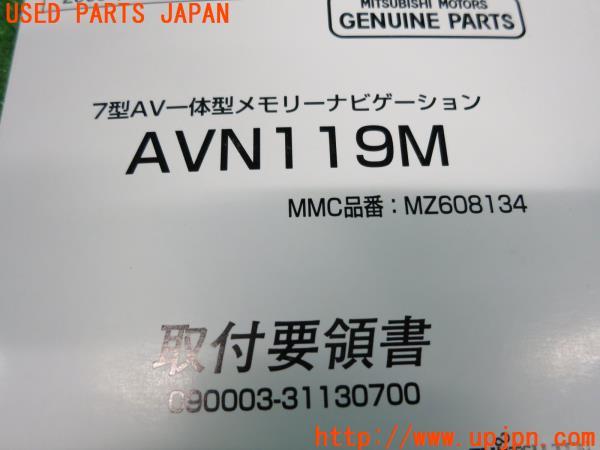 USED PARTS JAPAN
MITSUBISHI MOTORS
GENUINE PARTS
7型AV一体型メモリーナビゲーション
AVN119M
MMC品番：MZ608134
取付要領書
090003-31130700
http://www.upjpn.com/